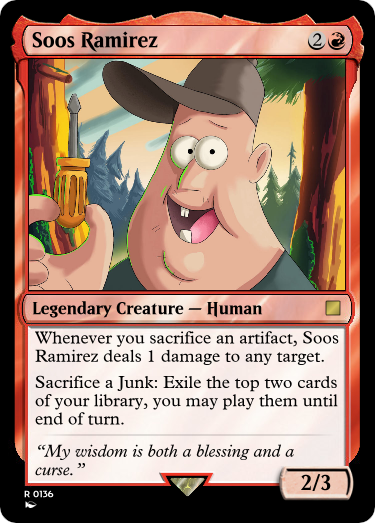 Soos Ramirez 2
Legendary Creature — Human
Whenever you sacrifice an artifact, Soos
Ramirez deals 1 damage to any target.
Sacrifice a Junk: Exile the top two cards
of your library, you may play them until
end of turn.
“My wisdom is both a blessing and a
curse.”
2/3
R 0136